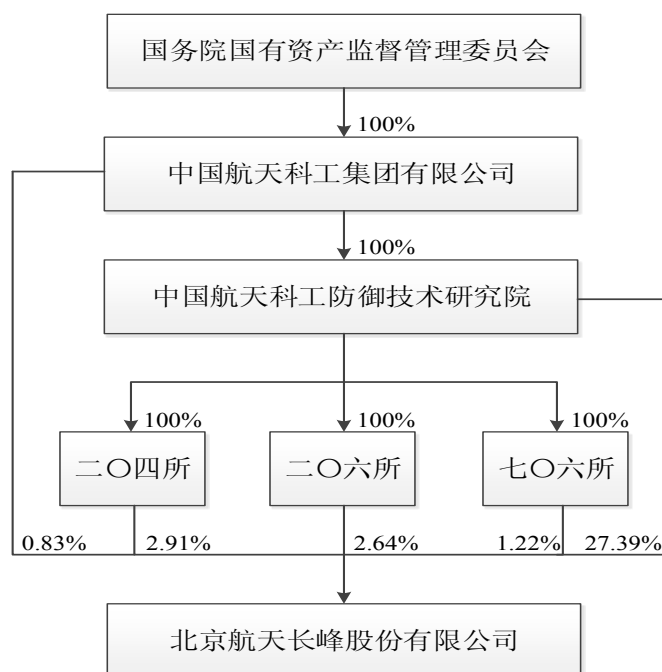 国务院国有资产监督管理委员会
100%
中国航天科工集团有限公司
100%
中国航天科工防御技术研究院
100%
100%
100%
二〇四所
二〇六所
七〇六所
0.83%
2.91%
2.64%
1.22%
27.39%
北京航天长峰股份有限公司